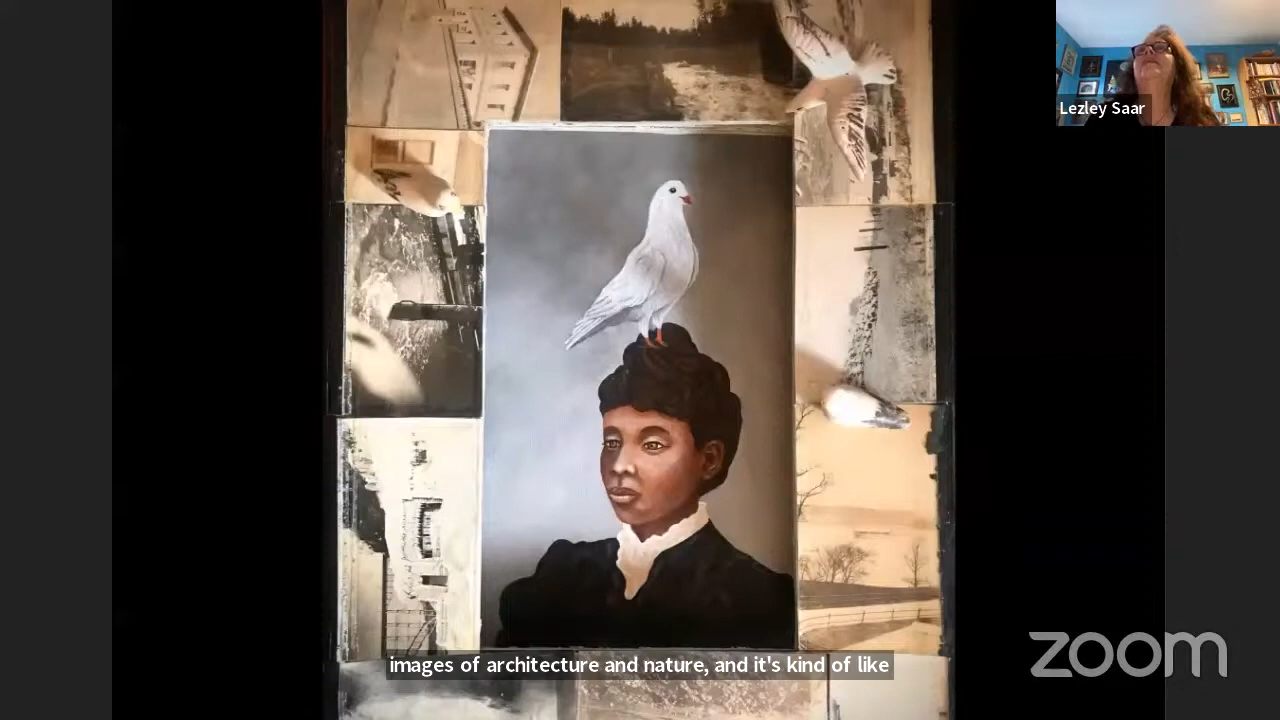 Lezley Saar
images of architecture and nature, and it's kind of like
zoom